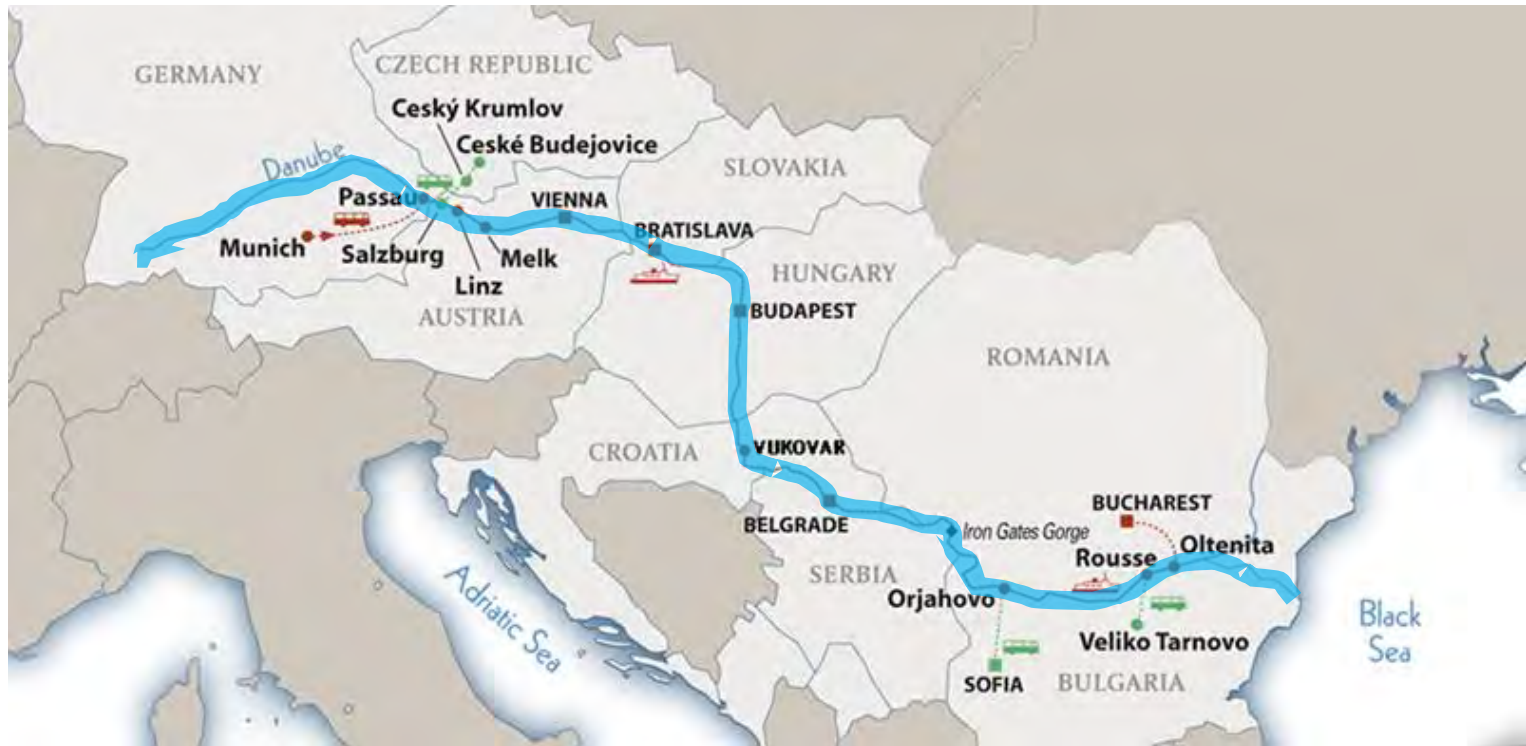 GERMANY
CZECH REPUBLIC
Ceský Krumlov
Ceské Budejovice
Danube
SLOVAKIA
Passau
VIENNA
Munich
Salzburg
Melk
BRATISLAVA
Linz
HUNGARY
AUSTRIA
BUDAPEST
ROMANIA
CROATIA
VUKOVAR
BELGRADE
Iron Gates Gorge
BUCHAREST
Rousse
Oltenita
SERBIA
Orjahovo
Adriatic Sea
Black
Sea
Veliko Tarnovo
SOFIA
BULGARIA